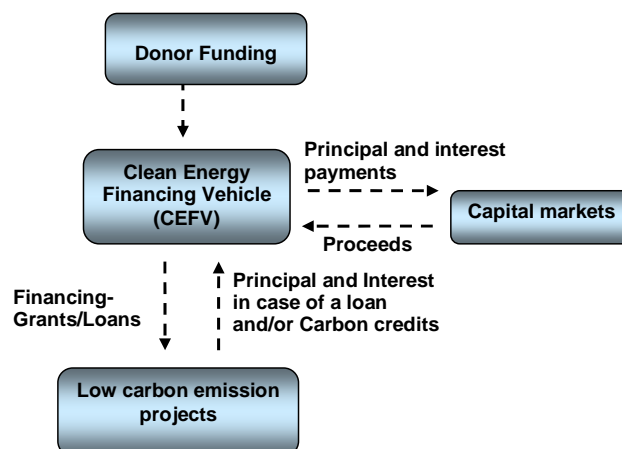 Donor Funding
Clean Energy
Financing Vehicle
(CEFV)
Principal and interest
payments
Capital markets
Proceeds
Financing-
Grants/Loans
Principal and Interest
in case of a loan
and/or Carbon credits
Low carbon emission
projects